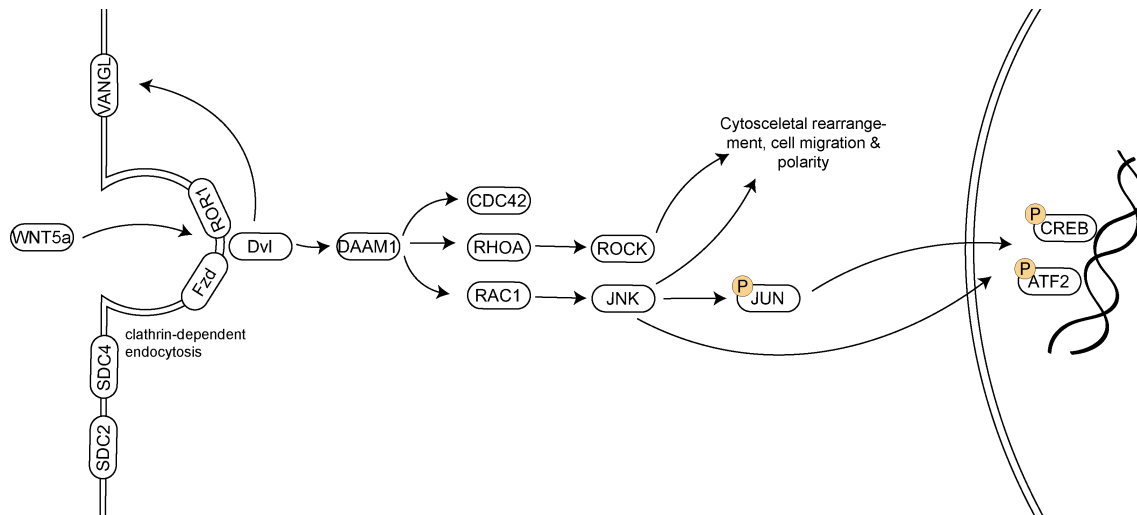 VANGL
Cytosceletal rearrange-
ment, cell migration &
polarity
ROR1
CDC42
P
CREB
WNT5a
Dvl
DAAM1
RHOA
ROCK
Fzd
P
ATF2
RAC1
JNK
P
JUN
clathrin-dependent
endocytosis
SDC4
SDC2